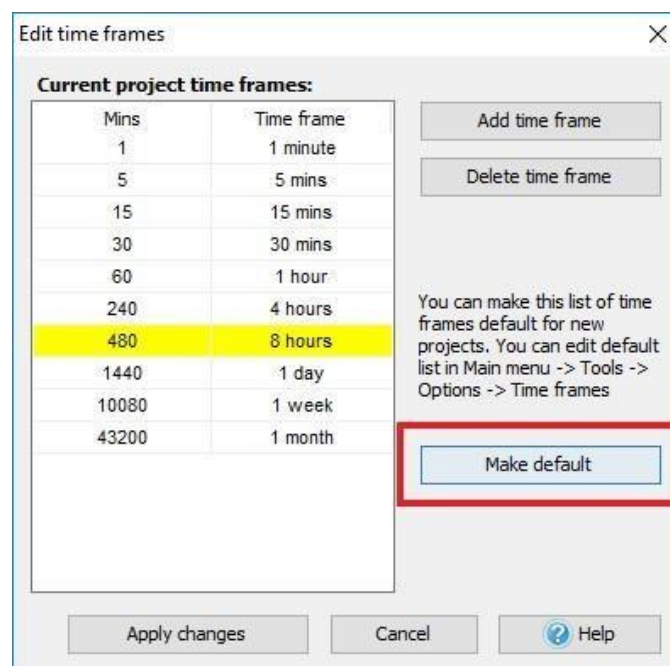 Edit time frames
Current project time frames:
Mins Time frame
1 1 minute
5 5 mins
15 15 mins
30 30 mins
60 1 hour
240 4 hours
480 8 hours
1440 1 day
10080 1 week
43200 1 month
Add time frame
Delete time frame
You can make this list of time
frames default for new
projects. You can edit default
list in Main menu -> Tools ->
Options -> Time frames
Make default
Apply changes
Cancel
Help